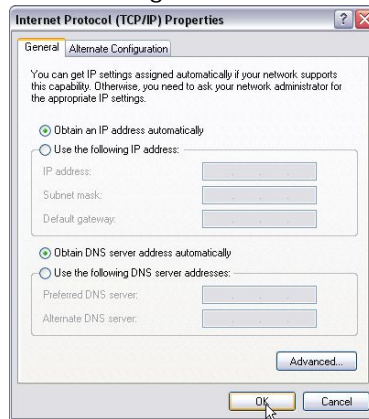 Internet Protocol (TCP/IP) Properties
General
Alternate Configuration
You can get IP settings assigned automatically if your network supports
this capability. Otherwise, you need to ask your network administrator for
the appropriate IP settings.
Obtain an IP address automatically
Use the following IP address:
IP address:
Subnet mask:
Default gateway:
Obtain DNS server address automatically
Use the following DNS server addresses:
Preferred DNS server:
Alternate DNS server:
Advanced...
OK
Cancel